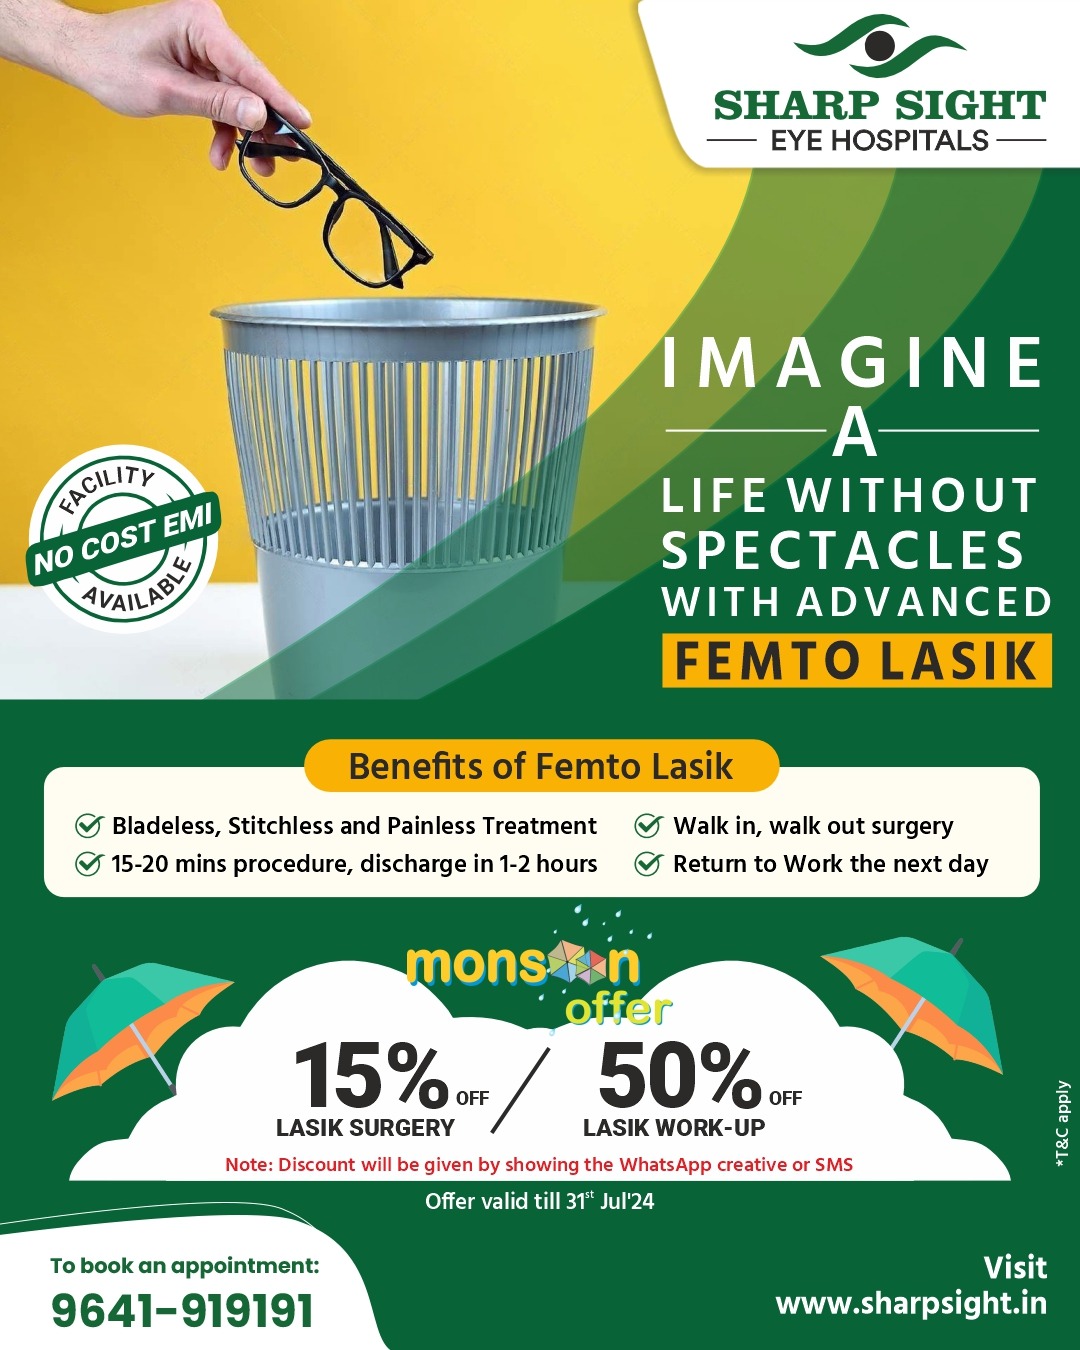 SHARP SIGHT
EYE HOSPITALS
IMAGINE
A
LIFE WITHOUT
SPECTACLES
WITH ADVANCED
FEMTO LASIK
FACILITY
NO COST EMI
AVAILABLE
Benefits of Femto Lasik
Bladeless, Stitchless and Painless Treatment
15-20 mins procedure, discharge in 1-2 hours
Walk in, walk out surgery
Return to Work the next day
monsoon
offer
15% OFF
LASIK SURGERY
50% OFF
LASIK WORK-UP
Note: Discount will be given by showing the WhatsApp creative or SMS
Offer valid till 31st Jul'24
*T&C apply
To book an appointment:
9641-919191
Visit
www.sharpsight.in